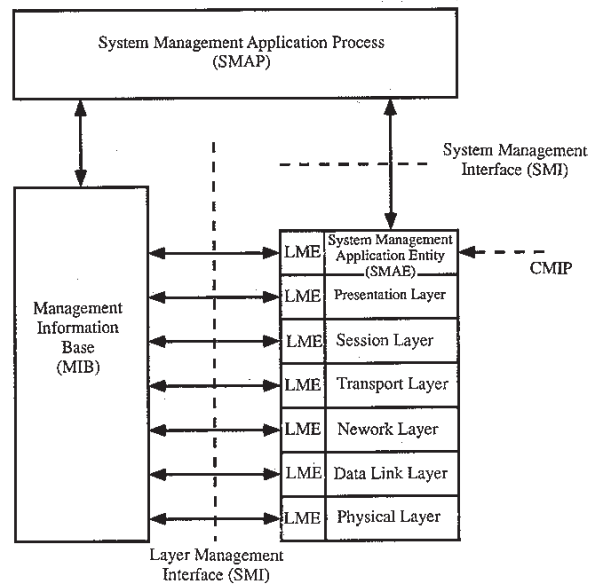 System Management Application Process
(SMAP)
System Management
Interface (SMI)
LME
System Management
Application Entity
(SMAE)
CMIP
LME
Presentation Layer
Management
Information
Base
(MIB)
LME
Session Layer
LME
Transport Layer
LME
Nework Layer
LME
Data Link Layer
LME
Physical Layer
Layer Management
Interface (SMI)